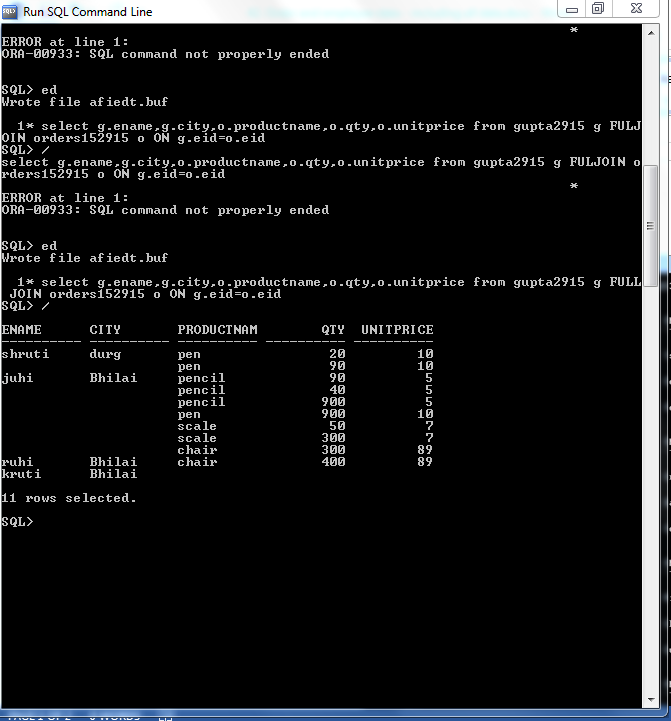 Run SQL Command Line
*
ERROR at line 1:
ORA-00933: SQL command not properly ended
SQL> ed
Wrote file afiedt.buf
1* select g.ename,g.city,o.productname,o.qty,o.unitprice from gupta2915 g FULJ
OIN orders152915 o ON g.eid=o.eid
SQL> /
select g.ename,g.city,o.productname,o.qty,o.unitprice from gupta2915 g FULJOIN o
rders152915 o ON g.eid=o.eid
*
ERROR at line 1:
ORA-00933: SQL command not properly ended
SQL> ed
Wrote file afiedt.buf
1* select g.ename,g.city,o.productname,o.qty,o.unitprice from gupta2915 g FULL
JOIN orders152915 o ON g.eid=o.eid
SQL> /
ENAME CITY PRODUCTNAM QTY UNITPRICE
---------- ---------- ---------- ---------- ----------
shruti durg pen 20 10
pen 90 10
juhi Bhilai pencil 90 5
pencil 40 5
pencil 900 5
pen 900 10
scale 50 7
scale 300 7
chair 300 89
ruhi Bhilai chair 400 89
kruti Bhilai
11 rows selected.
SQL>